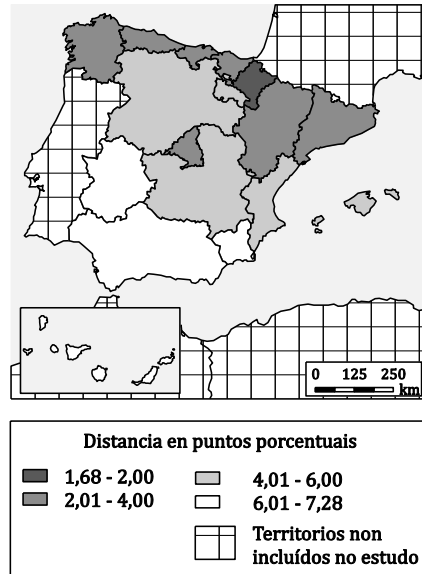 0 125 250
km
Distancia en puntos porcentuais
1,68 - 2,00
2,01 - 4,00
4,01 - 6,00
6,01 - 7,28
Territorios non
incluídos no estudo